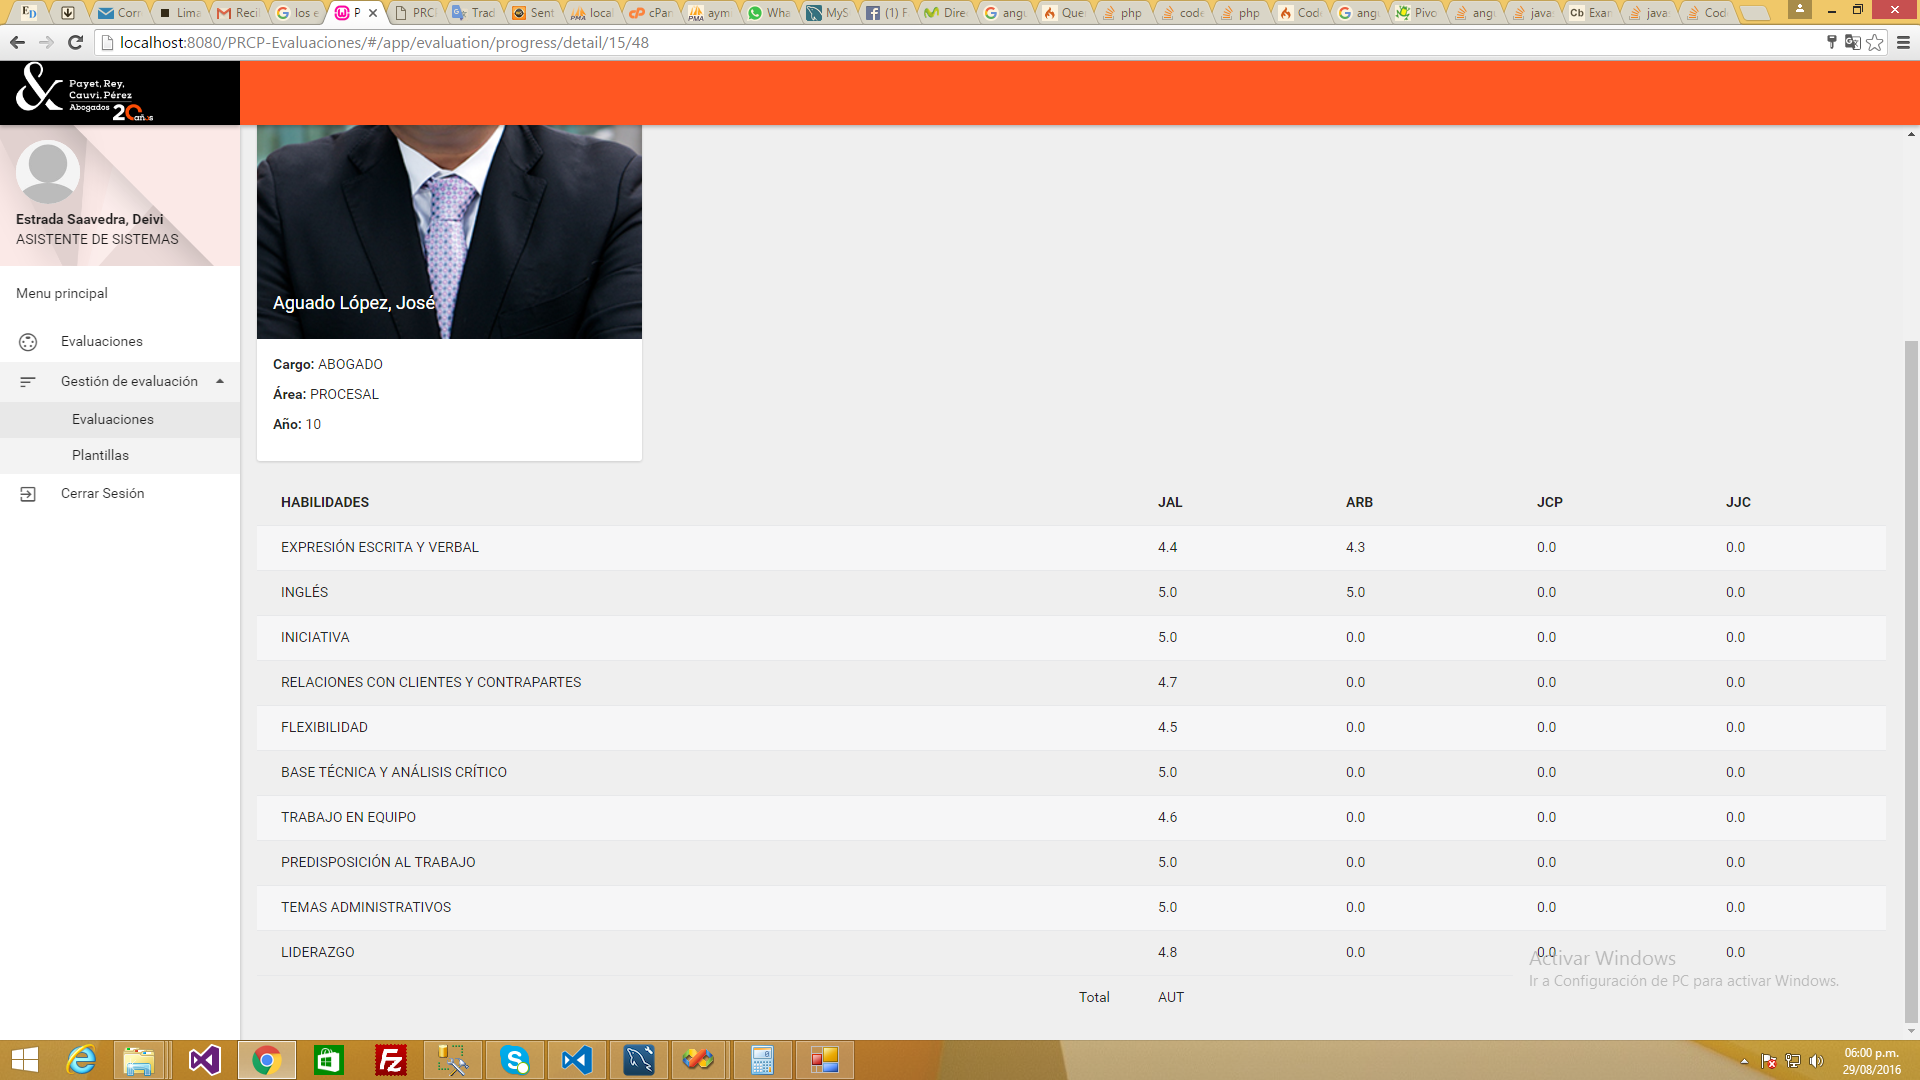 Corr
Lima
Reci
los e
P
PRCP
Trad
Sent
local
cPan
aym
Wha
MyS
(1) F
Dire
ang
Que
php
code
php
Cod
ang
Pivo
ang
javas
Exan
javas
Cod
localhost:8080/PRCP-Evaluaciones/#/app/evaluation/progress/detail/15/48
&
Payet, Rey,
Cauvi, Pérez
Abogados 20 años
Estrada Saavedra, Deivi
ASISTENTE DE SISTEMAS
Menu principal
Evaluaciones
Gestión de evaluación
Evaluaciones
Plantillas
Cerrar Sesión
Aguado López, José
Cargo: ABOGADO
Área: PROCESAL
Año: 10
HABILIDADES JAL ARB JCP JJC
EXPRESIÓN ESCRITA Y VERBAL 4.4 4.3 0.0 0.0
INGLÉS 5.0 5.0 0.0 0.0
INICIATIVA 5.0 0.0 0.0 0.0
RELACIONES CON CLIENTES Y CONTRAPARTES 4.7 0.0 0.0 0.0
FLEXIBILIDAD 4.5 0.0 0.0 0.0
BASE TÉCNICA Y ANÁLISIS CRÍTICO 5.0 0.0 0.0 0.0
TRABAJO EN EQUIPO 4.6 0.0 0.0 0.0
PREDISPOSICIÓN AL TRABAJO 5.0 0.0 0.0 0.0
TEMAS ADMINISTRATIVOS 5.0 0.0 0.0 0.0
LIDERAZGO 4.8 0.0 0.0 0.0
Total AUT
Activar Windows
Ir a Configuración de PC para activar Windows.
06:00 p.m.
29/08/2016